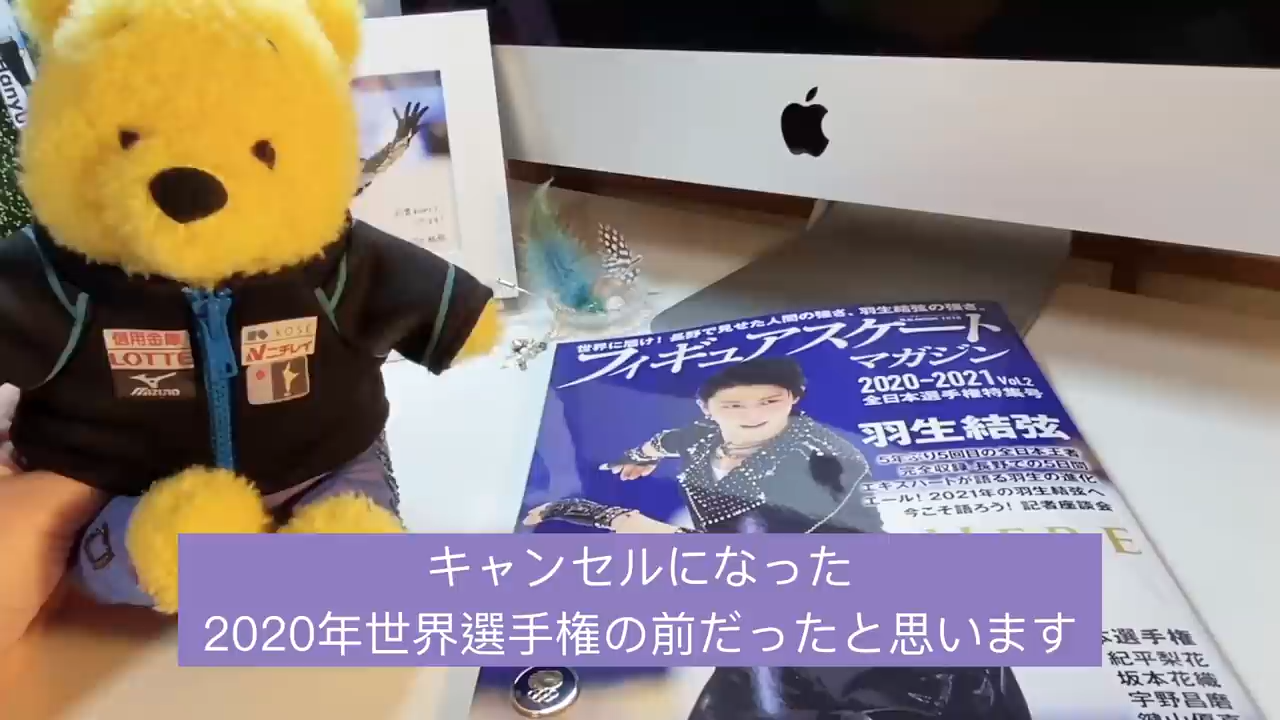 Hanyu
信用金庫
LOTTE
MIZUNO
KOSÉ
ニチレイ
世界に届け！長野で見せた人間の強さ、羽生結弦の強さ。
フィギュアスケート
マガジン
2020-2021 Vol.2
全日本選手権特集号
羽生結弦
5年ぶり5回目の全日本王者
完全収録 長野での5日間
エキスパートが語る羽生の進化
エール！2021年の羽生結弦へ
今こそ語ろう！記者座談会
キャンセルになった
2020年世界選手権の前だったと思います
本選手権
紀平梨花
坂本花織
宇野昌磨